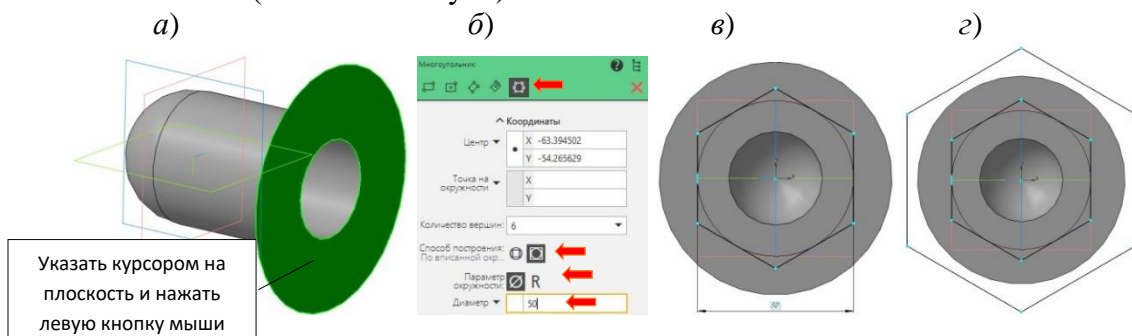 а) б) в) г)
Указать курсором на
плоскость и нажать
левую кнопку мыши
Многоугольник
Координаты
Центр X -63.394502
Y -54.265629
Точка на
окружности X
Y
Количество вершин: 6
Способ построения:
По вписанной окр...
Параметр
окружности: R
Диаметр 50